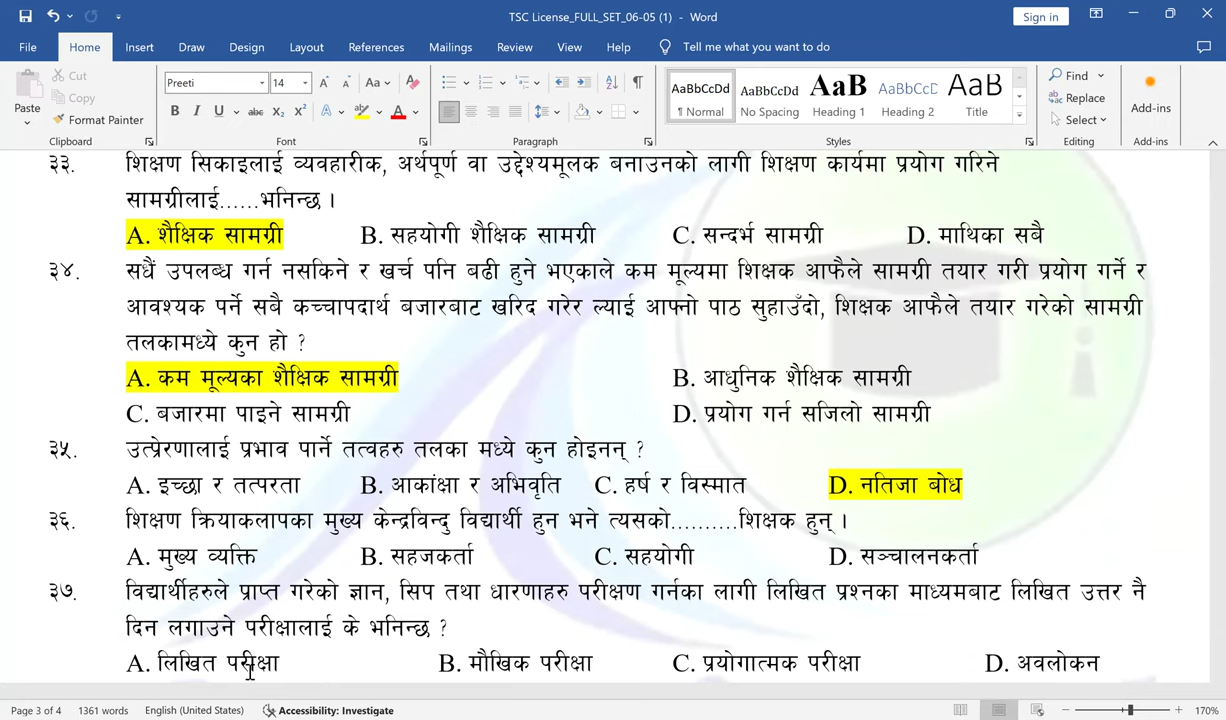 TSC License_FULL_SET_06-05 (1) - Word
Sign in
File Home Insert Draw Design Layout References Mailings Review View Help Tell me what you want to do
Paste Cut Copy Format Painter
Preeti 14
AaBbCcDd AaBbCcDd AaB AaBbCcD AaB
¶ Normal No Spacing Heading 1 Heading 2 Title
Find Replace Select
Add-ins
Clipboard Font Paragraph Styles Editing Add-ins
३३. शिक्षण सिकाइलाई व्यवहारीक, अर्थपूर्ण वा उद्देश्यमूलक बनाउनको लागी शिक्षण कार्यमा प्रयोग गरिने
सामग्रीलाई......भनिन्छ ।
A. शैक्षिक सामग्री B. सहयोगी शैक्षिक सामग्री C. सन्दर्भ सामग्री D. माथिका सबै
३४. सधैं उपलब्ध गर्न नसकिने र खर्च पनि बढी हुने भएकाले कम मूल्यमा शिक्षक आफैले सामग्री तयार गरी प्रयोग गर्ने र
आवश्यक पर्ने सबै कच्चापदार्थ बजारबाट खरिद गरेर ल्याई आफ्नो पाठ सुहाउँदो, शिक्षक आफैले तयार गरेको सामग्री
तलकामध्ये कुन हो ?
A. कम मूल्यका शैक्षिक सामग्री B. आधुनिक शैक्षिक सामग्री
C. बजारमा पाइने सामग्री D. प्रयोग गर्न सजिलो सामग्री
३५. उत्प्रेरणालाई प्रभाव पार्ने तत्वहरु तलका मध्ये कुन होइनन् ?
A. इच्छा र तत्परता B. आकांक्षा र अभिवृति C. हर्ष र विस्मात D. नतिजा बोध
३६. शिक्षण क्रियाकलापका मुख्य केन्द्रविन्दु विद्यार्थी हुन भने त्यसको..........शिक्षक हुन् ।
A. मुख्य व्यक्ति B. सहजकर्ता C. सहयोगी D. सञ्चालनकर्ता
३७. विद्यार्थीहरुले प्राप्त गरेको ज्ञान, सिप तथा धारणाहरु परीक्षण गर्नका लागी लिखित प्रश्नका माध्यमबाट लिखित उत्तर नै
दिन लगाउने परीक्षालाई के भनिन्छ ?
A. लिखित परीक्षा B. मौखिक परीक्षा C. प्रयोगात्मक परीक्षा D. अवलोकन
Page 3 of 4 1361 words English (United States) Accessibility: Investigate 170%